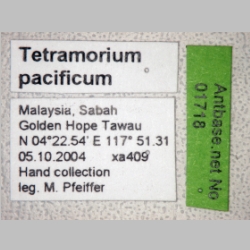 Tetramorium
pacificum
Malaysia, Sabah
Golden Hope Tawau
N 04°22.54' E 117° 51.31
05.10.2004 xa409
Hand collection
leg. M. Pfeiffer
Antbase.net No
01718